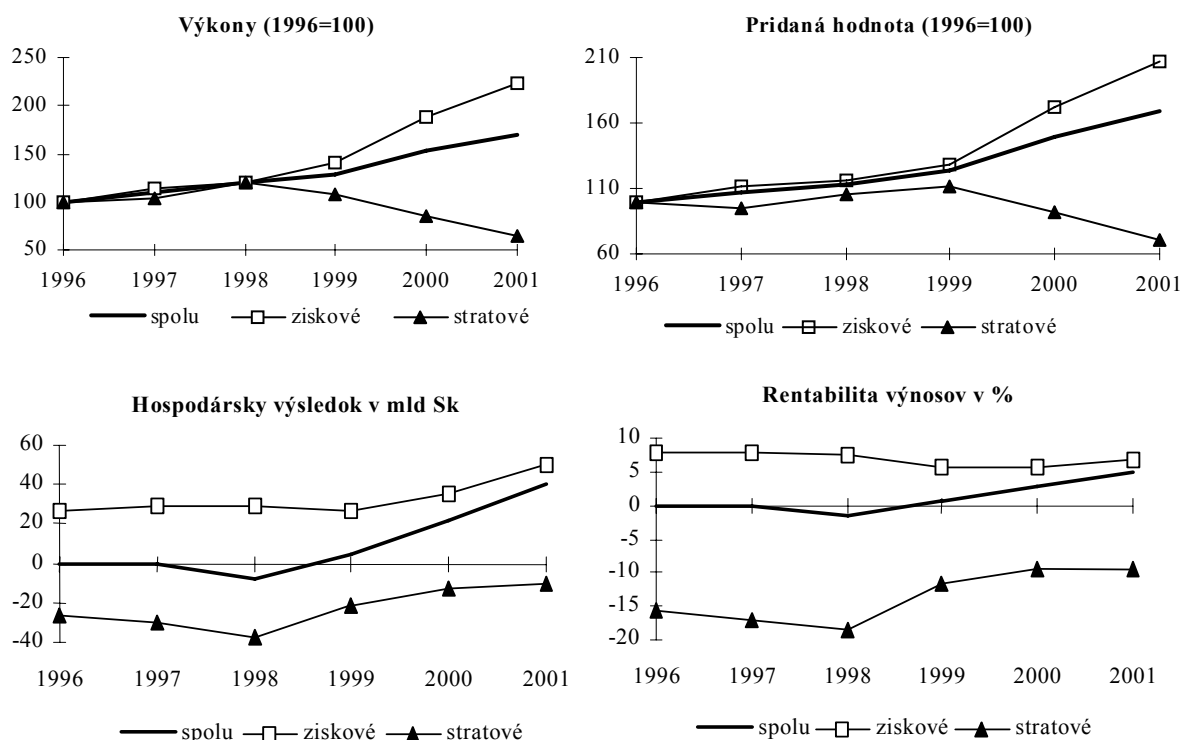 Výkony (1996=100)
250
200
150
100
50
1996 1997 1998 1999 2000 2001
spolu ziskové stratové
Pridaná hodnota (1996=100)
210
160
110
60
1996 1997 1998 1999 2000 2001
spolu ziskové stratové
Hospodársky výsledok v mld Sk
60
40
20
0
-20
-40
1996 1997 1998 1999 2000 2001
spolu ziskové stratové
Rentabilita výnosov v %
10
5
0
-5
-10
-15
-20
1996 1997 1998 1999 2000 2001
spolu ziskové stratové